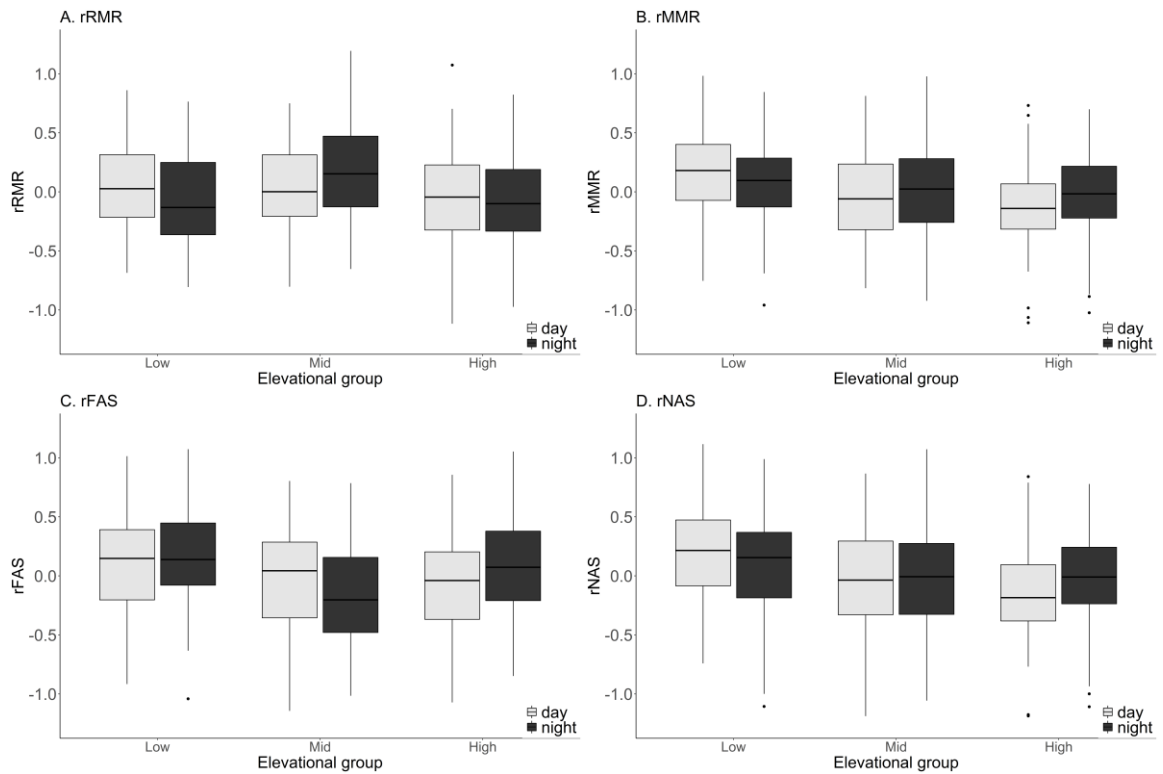 A. rRMR
rRMR
1.0
0.5
0.0
-0.5
-1.0
day
night
Low Mid High
Elevational group
B. rMMR
rMMR
1.0
0.5
0.0
-0.5
-1.0
day
night
Low Mid High
Elevational group
C. rFAS
rFAS
1.0
0.5
0.0
-0.5
-1.0
day
night
Low Mid High
Elevational group
D. rNAS
rNAS
1.0
0.5
0.0
-0.5
-1.0
day
night
Low Mid High
Elevational group